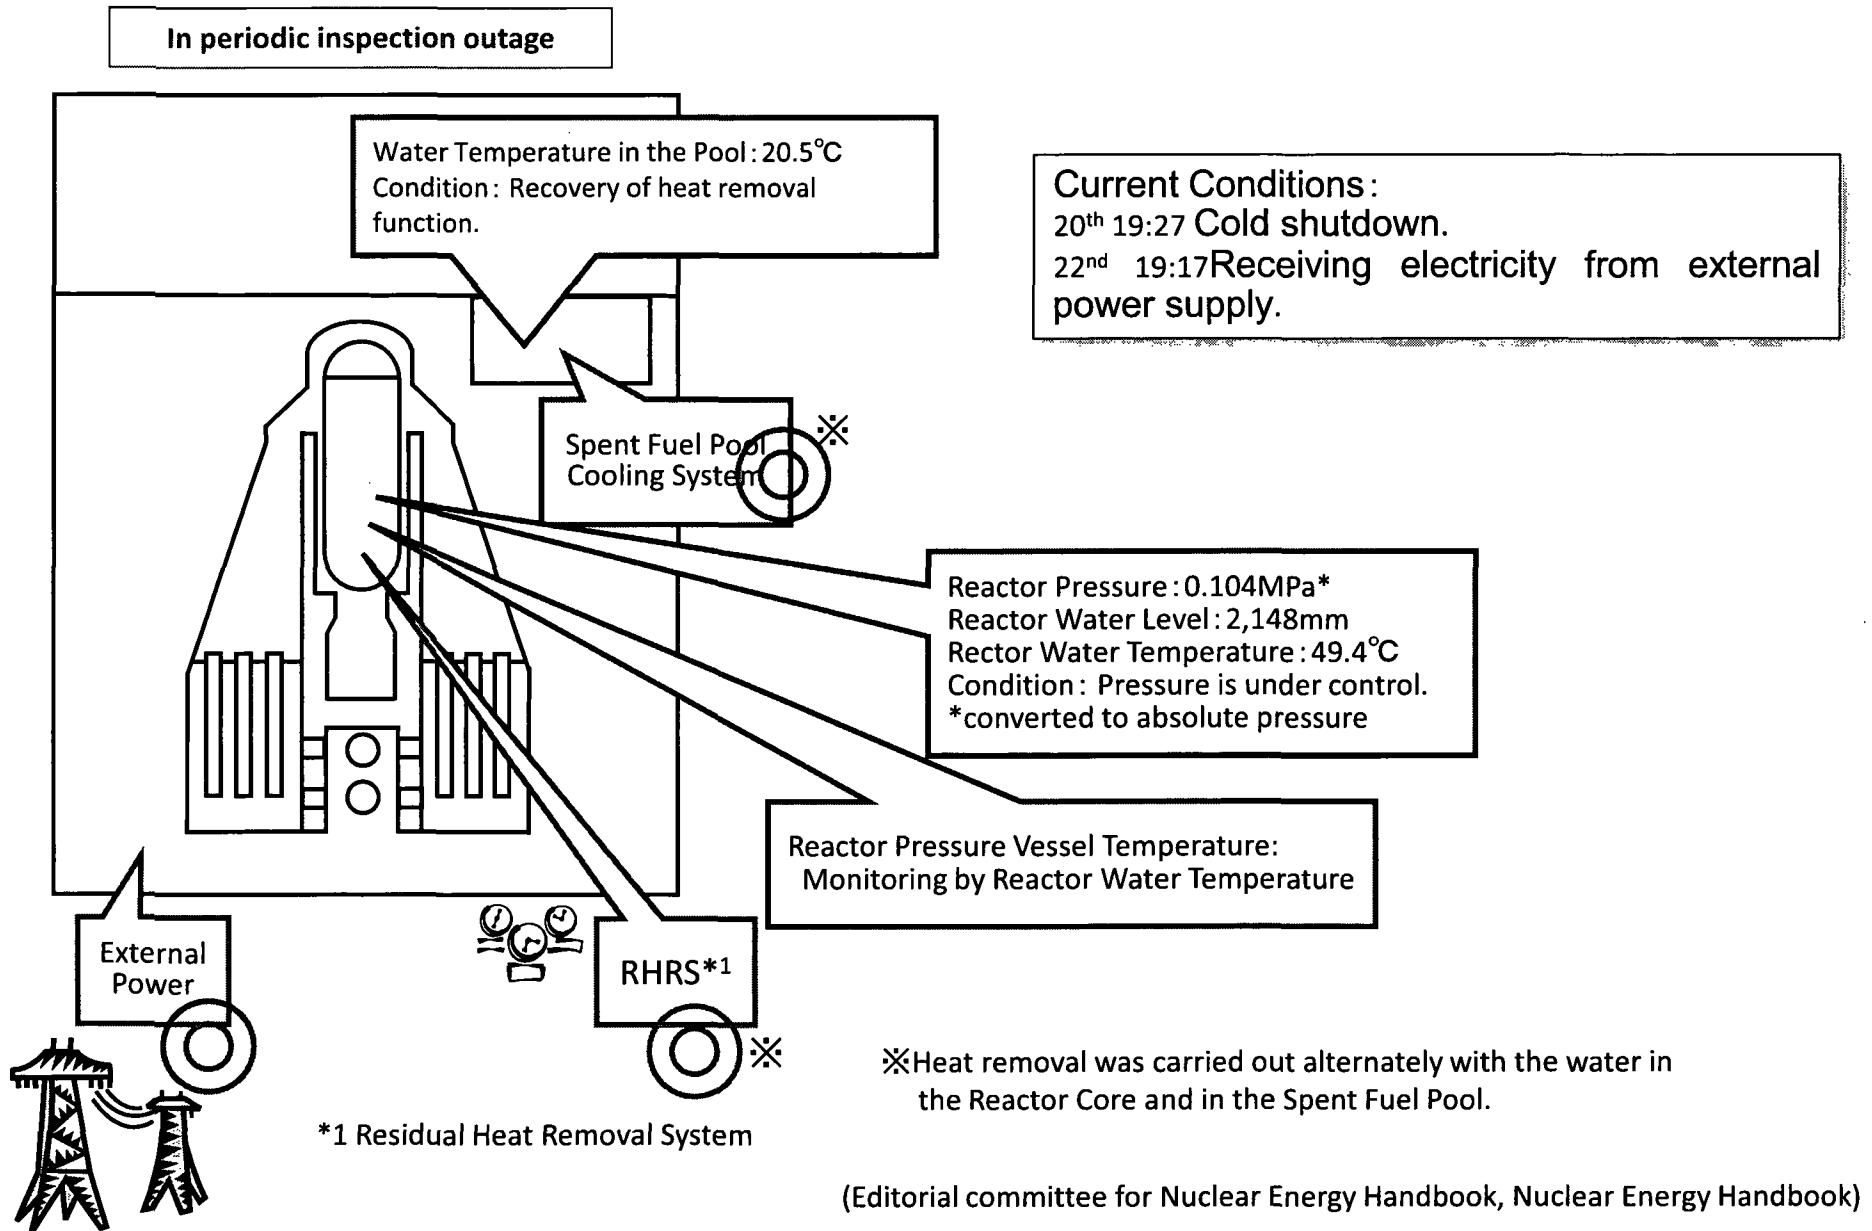 In periodic inspection outage
Water Temperature in the Pool : 20.5℃
Condition : Recovery of heat removal
function.
Current Conditions :
20th 19:27 Cold shutdown.
22nd 19:17Receiving electricity from external
power supply.
Spent Fuel Pool
Cooling System
※
Reactor Pressure : 0.104MPa*
Reactor Water Level : 2,148mm
Rector Water Temperature : 49.4℃
Condition : Pressure is under control.
*converted to absolute pressure
Reactor Pressure Vessel Temperature:
Monitoring by Reactor Water Temperature
External
Power
RHRS*1
※
※Heat removal was carried out alternately with the water in
the Reactor Core and in the Spent Fuel Pool.
*1 Residual Heat Removal System
(Editorial committee for Nuclear Energy Handbook, Nuclear Energy Handbook)